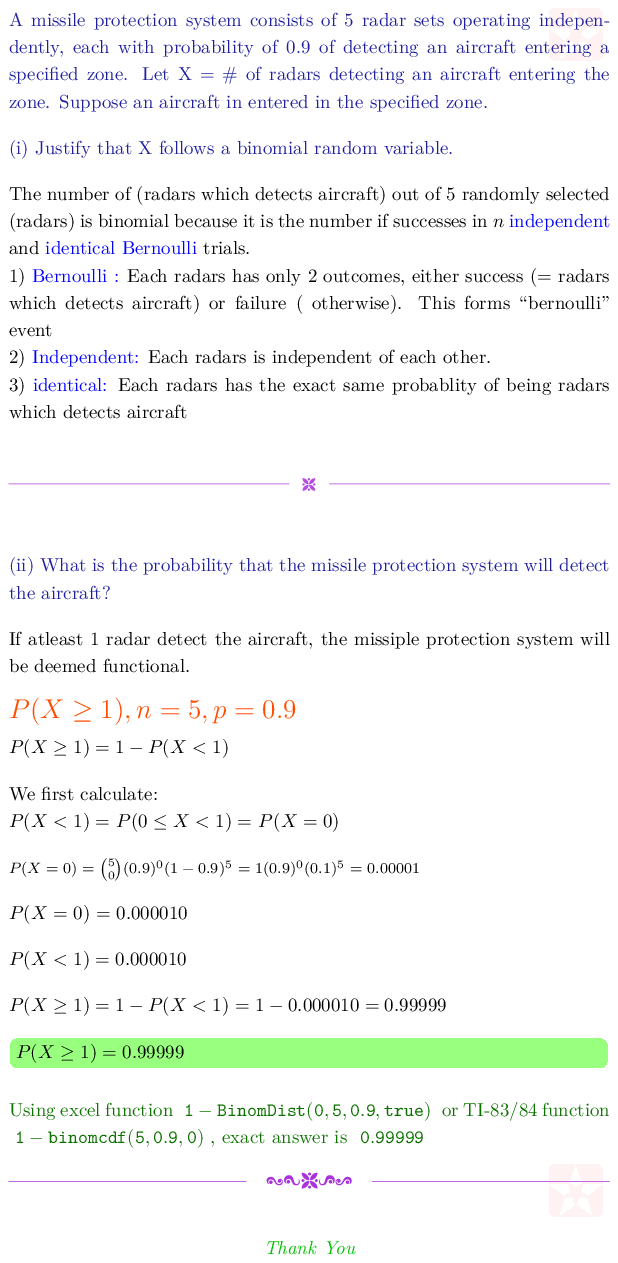 A missile protection system consists of 5 radar sets operating indepen-
dently, each with probability of 0.9 of detecting an aircraft entering a
specified zone. Let X = # of radars detecting an aircraft entering the
zone. Suppose an aircraft in entered in the specified zone.
(i) Justify that X follows a binomial random variable.
The number of (radars which detects aircraft) out of 5 randomly selected
(radars) is binomial because it is the number if successes in n independent
and identical Bernoulli trials.
1) Bernoulli : Each radars has only 2 outcomes, either success (= radars
which detects aircraft) or failure ( otherwise). This forms “bernoulli”
event
2) Independent: Each radars is independent of each other.
3) identical: Each radars has the exact same probablity of being radars
which detects aircraft
(ii) What is the probability that the missile protection system will detect
the aircraft?
If atleast 1 radar detect the aircraft, the missiple protection system will
be deemed functional.
P(X ≥ 1), n = 5, p = 0.9
P(X ≥ 1) = 1 − P(X < 1)
We first calculate:
P(X < 1) = P(0 ≤ X < 1) = P(X = 0)
P(X = 0) = (5 0)(0.9)⁰(1 − 0.9)⁵ = 1(0.9)⁰(0.1)⁵ = 0.00001
P(X = 0) = 0.000010
P(X < 1) = 0.000010
P(X ≥ 1) = 1 − P(X < 1) = 1 − 0.000010 = 0.99999
P(X ≥ 1) = 0.99999
Using excel function 1 − BinomDist(0, 5, 0.9, true) or TI-83/84 function
1 − binomcdf(5, 0.9, 0) , exact answer is 0.99999
Thank You